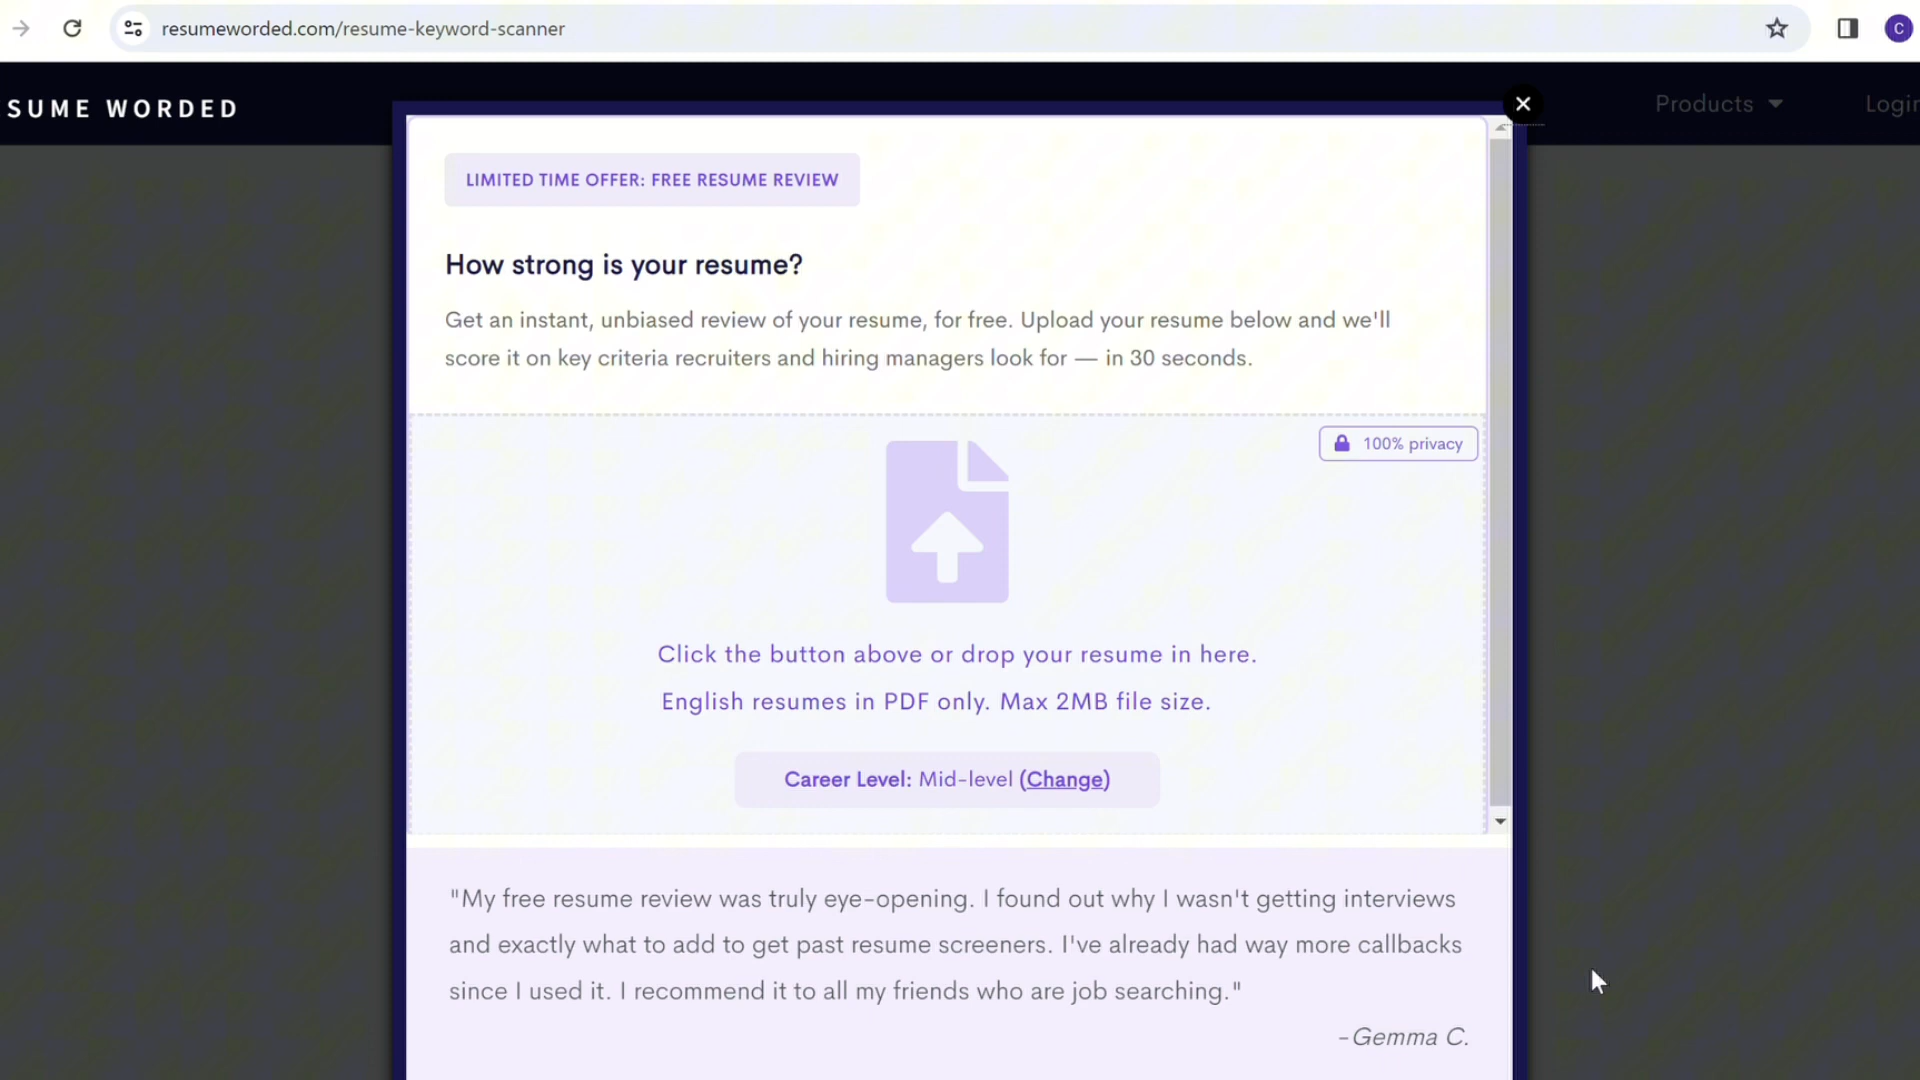 resumeworded.com/resume-keyword-scanner
C
SUME WORDED
Products
Login
LIMITED TIME OFFER: FREE RESUME REVIEW
How strong is your resume?
Get an instant, unbiased review of your resume, for free. Upload your resume below and we'll
score it on key criteria recruiters and hiring managers look for — in 30 seconds.
100% privacy
Click the button above or drop your resume in here.
English resumes in PDF only. Max 2MB file size.
Career Level: Mid-level (Change)
"My free resume review was truly eye-opening. I found out why I wasn't getting interviews
and exactly what to add to get past resume screeners. I've already had way more callbacks
since I used it. I recommend it to all my friends who are job searching."
-Gemma C.